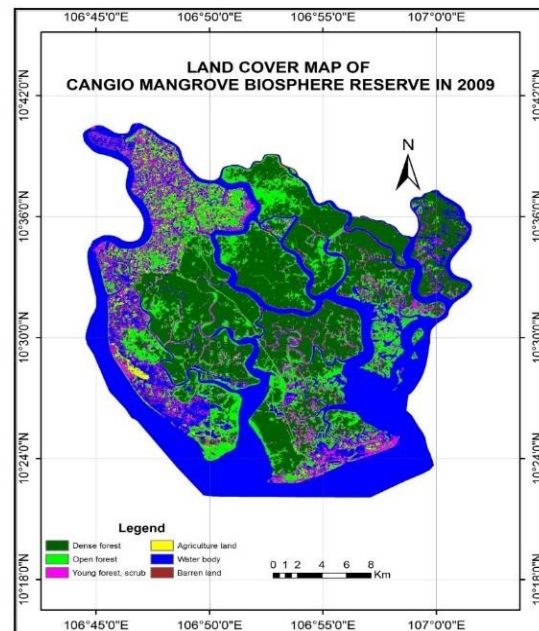 106°45'0"E 106°50'0"E 106°55'0"E 107°0'0"E
LAND COVER MAP OF
CANGIO MANGROVE BIOSPHERE RESERVE IN 2009
10°42'0"N 10°42'0"N
N
10°36'0"N 10°36'0"N
10°30'0"N 10°30'0"N
10°24'0"N 10°24'0"N
Legend
Dense forest Agriculture land
Open forest Water body
Young forest, scrub Barren land
0 1 2 4 6 8
Km
10°18'0"N 10°18'0"N
106°45'0"E 106°50'0"E 106°55'0"E 107°0'0"E